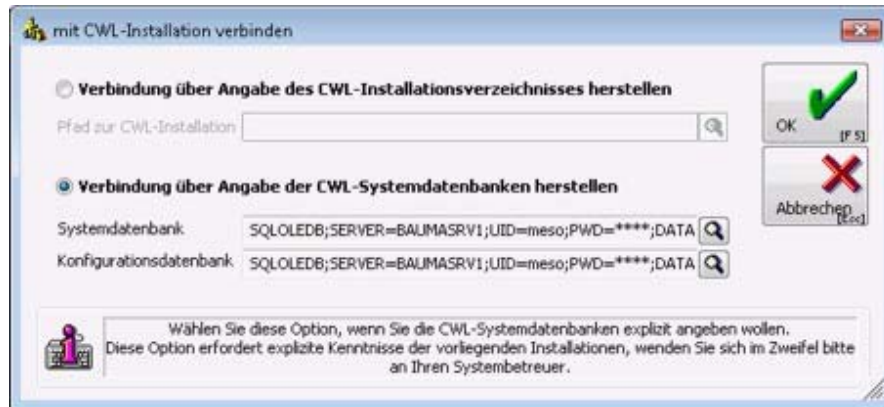 mit CWL-Installation verbinden
Verbindung über Angabe des CWL-Installationsverzeichnisses herstellen
Pfad zur CWL-Installation
OK
[F 5]
Verbindung über Angabe der CWL-Systemdatenbanken herstellen
Abbrechen
[Esc]
Systemdatenbank SQLOLEDB;SERVER=BAUMASRV1;UID=meso;PWD=****;DATA
Konfigurationsdatenbank SQLOLEDB;SERVER=BAUMASRV1;UID=meso;PWD=****;DATA
Wählen Sie diese Option, wenn Sie die CWL-Systemdatenbanken explizit angeben wollen.
Diese Option erfordert explizite Kenntnisse der vorliegenden Installationen, wenden Sie sich im Zweifel bitte
an Ihren Systembetreuer.